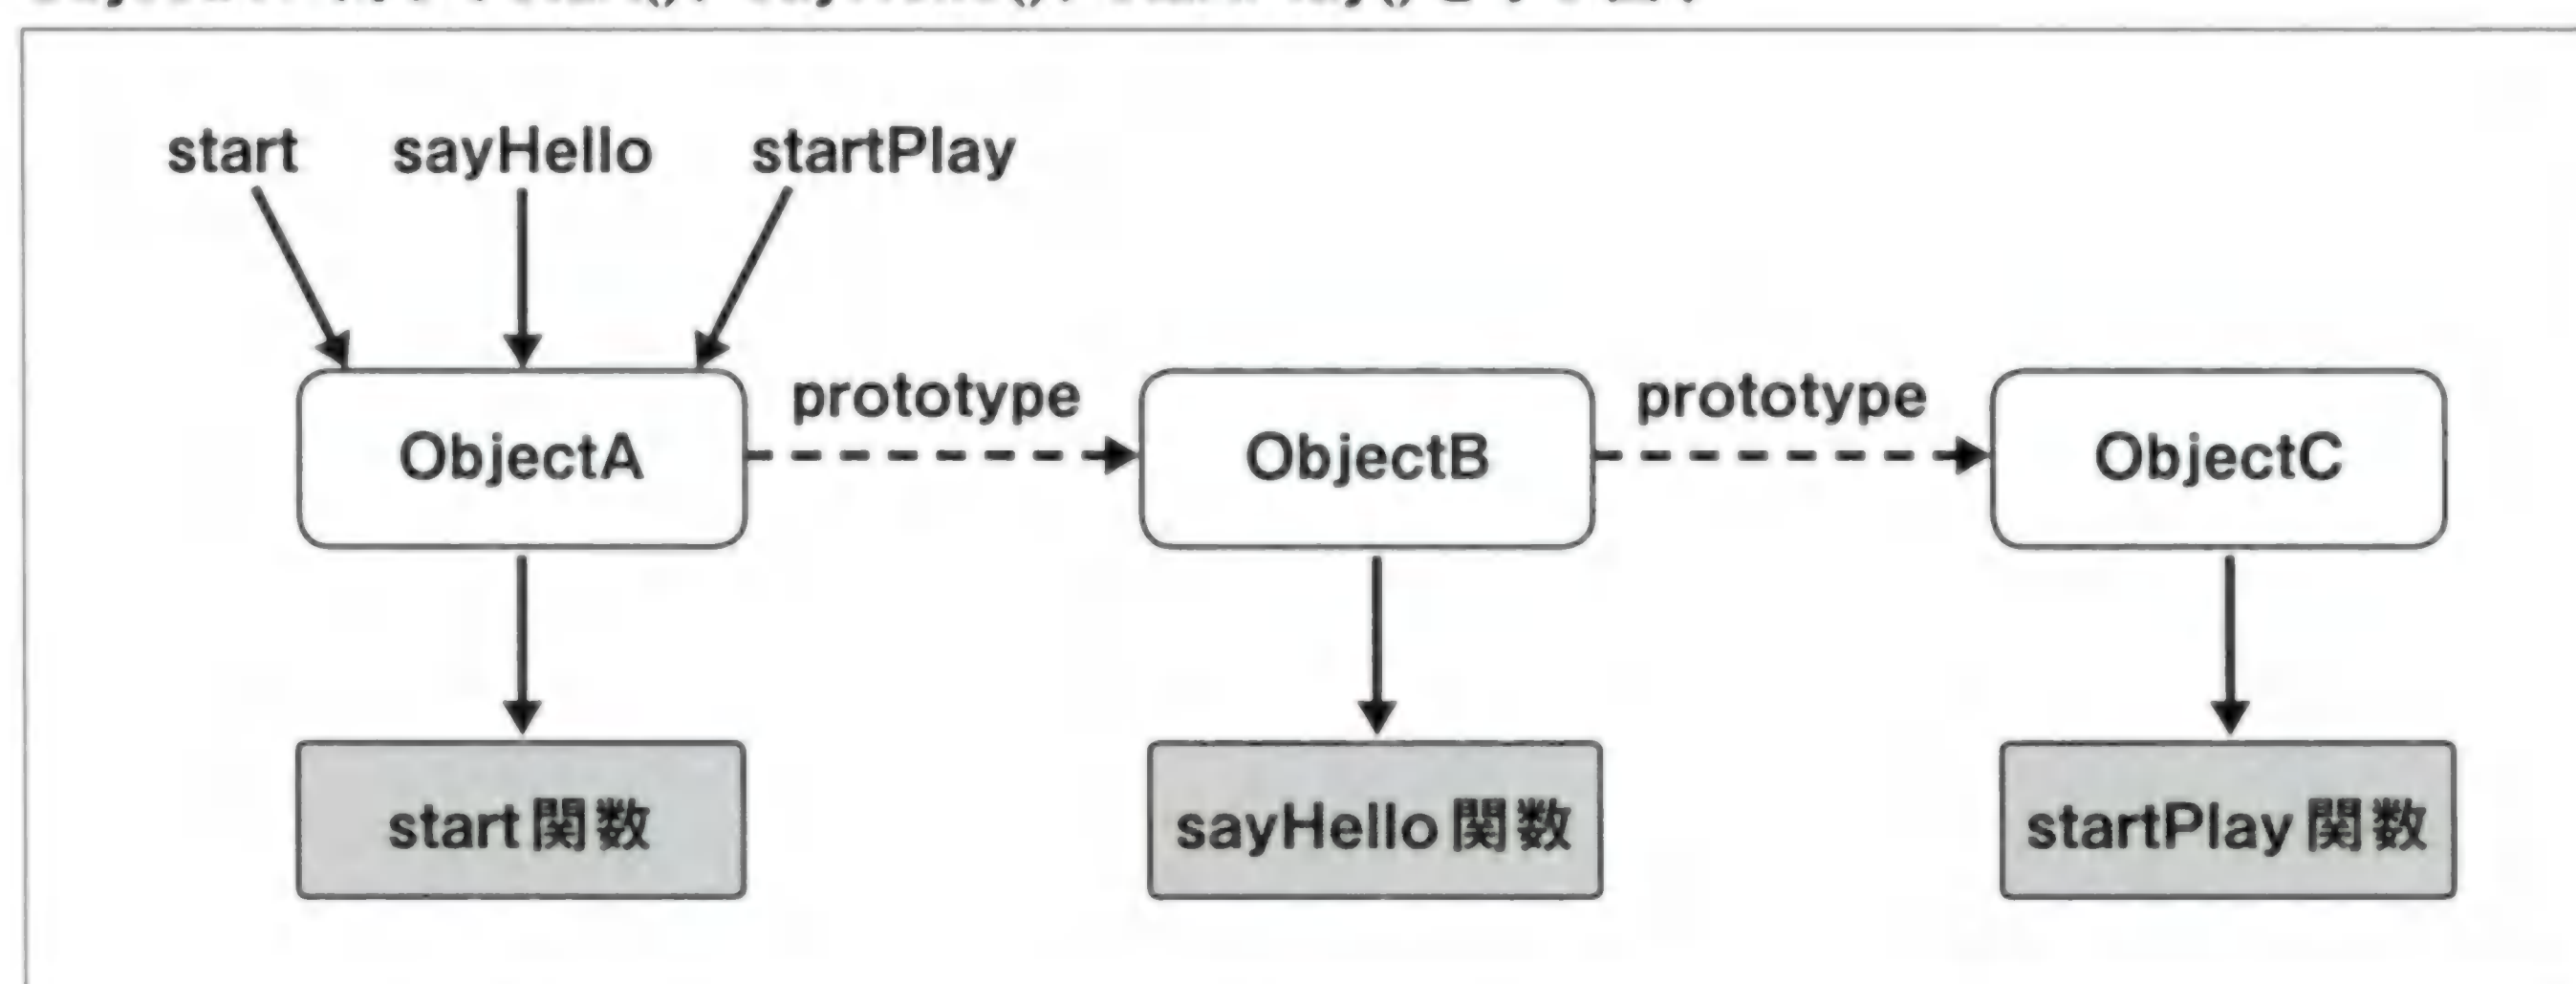 start sayHello startPlay
prototype prototype
ObjectA ObjectB ObjectC
start関数 sayHello関数 startPlay関数